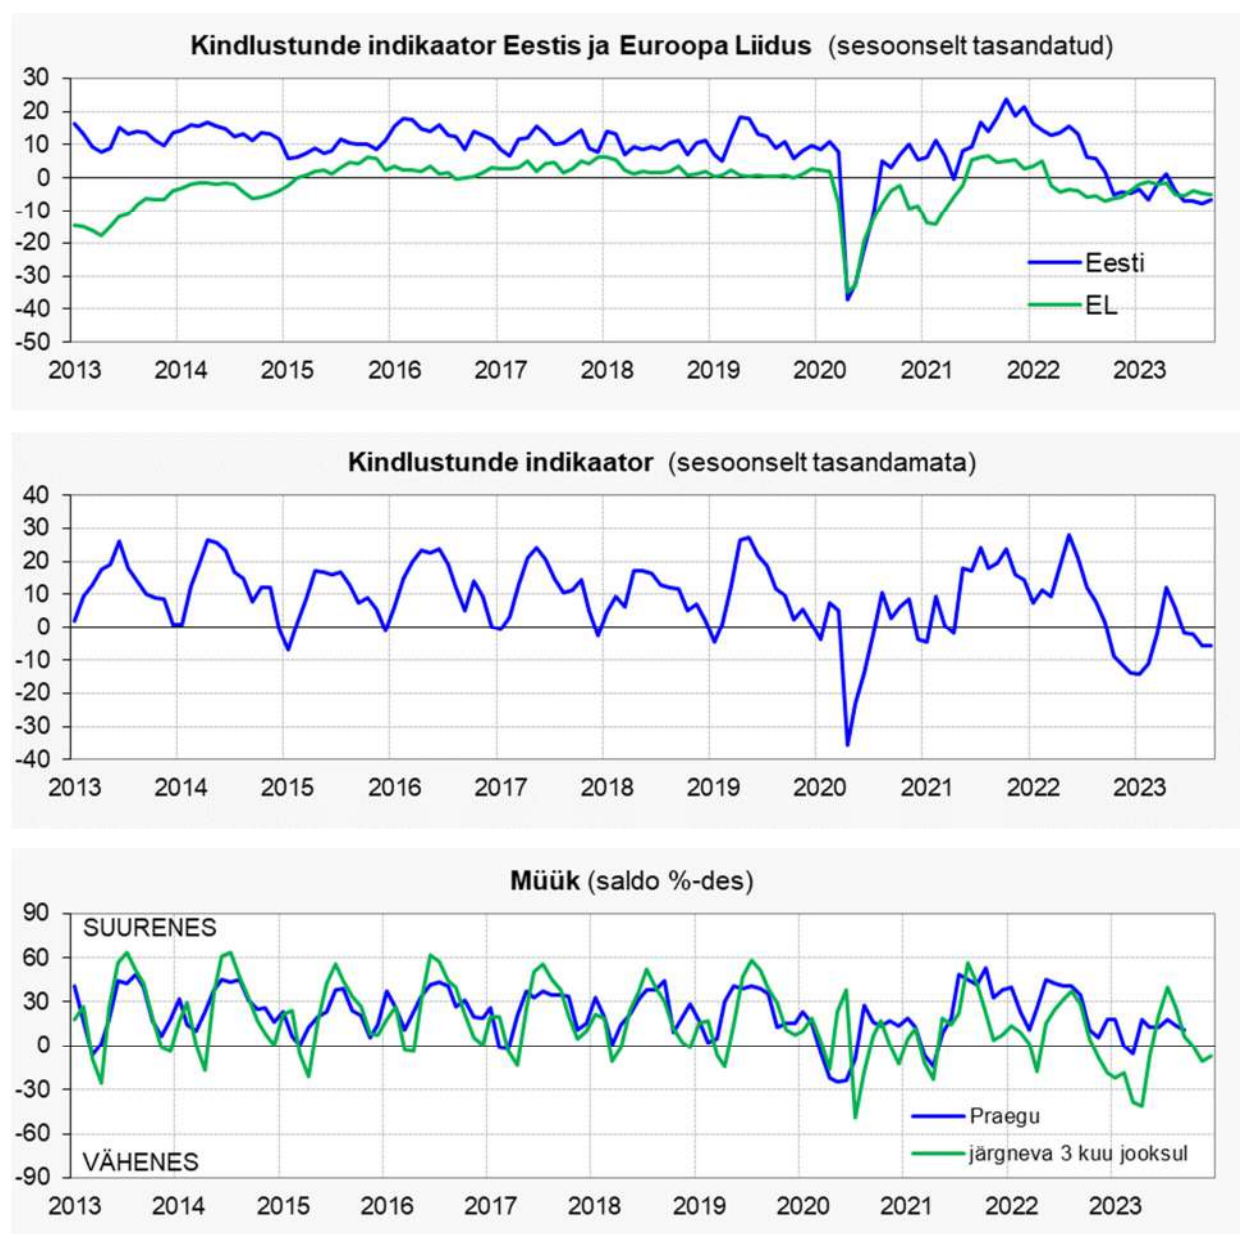 Kindlustunde indikaator Eestis ja Euroopa Liidus (sesoonselt tasandatud)
30
20
10
0
-10
-20
-30
-40
-50
Eesti
EL
2013 2014 2015 2016 2017 2018 2019 2020 2021 2022 2023
Kindlustunde indikaator (sesoonselt tasandamata)
40
30
20
10
0
-10
-20
-30
-40
2013 2014 2015 2016 2017 2018 2019 2020 2021 2022 2023
Müük (saldo %-des)
90
SUURENES
60
30
0
-30
Praegu
-60
järgneva 3 kuu jooksul
VÄHENES
-90
2013 2014 2015 2016 2017 2018 2019 2020 2021 2022 2023